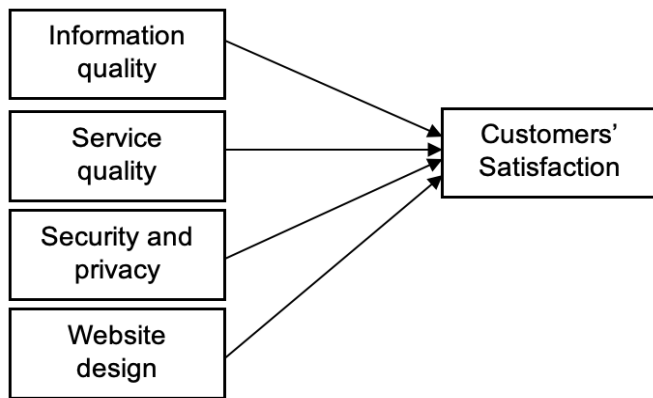 Information
quality
Service
quality
Security and
privacy
Website
design
Customers’
Satisfaction